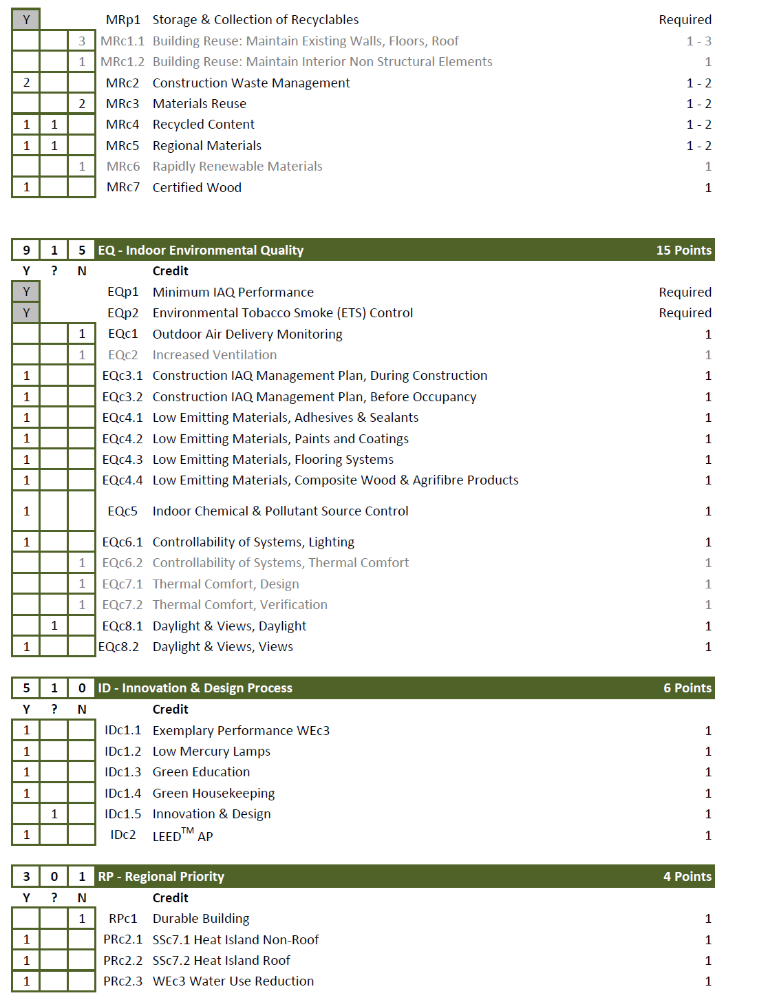 Y MRp1 Storage & Collection of Recyclables Required
3 MRc1.1 Building Reuse: Maintain Existing Walls, Floors, Roof 1 - 3
1 MRc1.2 Building Reuse: Maintain Interior Non Structural Elements 1
2 MRc2 Construction Waste Management 1 - 2
2 MRc3 Materials Reuse 1 - 2
1 1 MRc4 Recycled Content 1 - 2
1 1 MRc5 Regional Materials 1 - 2
1 MRc6 Rapidly Renewable Materials 1
1 MRc7 Certified Wood 1
9 1 5 EQ - Indoor Environmental Quality 15 Points
Y ? N Credit
Y EQp1 Minimum IAQ Performance Required
Y EQp2 Environmental Tobacco Smoke (ETS) Control Required
1 EQc1 Outdoor Air Delivery Monitoring 1
1 EQc2 Increased Ventilation 1
1 EQc3.1 Construction IAQ Management Plan, During Construction 1
1 EQc3.2 Construction IAQ Management Plan, Before Occupancy 1
1 EQc4.1 Low Emitting Materials, Adhesives & Sealants 1
1 EQc4.2 Low Emitting Materials, Paints and Coatings 1
1 EQc4.3 Low Emitting Materials, Flooring Systems 1
1 EQc4.4 Low Emitting Materials, Composite Wood & Agrifibre Products 1
1 EQc5 Indoor Chemical & Pollutant Source Control 1
1 EQc6.1 Controllability of Systems, Lighting 1
1 EQc6.2 Controllability of Systems, Thermal Comfort 1
1 EQc7.1 Thermal Comfort, Design 1
1 EQc7.2 Thermal Comfort, Verification 1
1 EQc8.1 Daylight & Views, Daylight 1
1 EQc8.2 Daylight & Views, Views 1
5 1 0 ID - Innovation & Design Process 6 Points
Y ? N Credit
1 IDc1.1 Exemplary Performance WEc3 1
1 IDc1.2 Low Mercury Lamps 1
1 IDc1.3 Green Education 1
1 IDc1.4 Green Housekeeping 1
1 IDc1.5 Innovation & Design 1
1 IDc2 LEED™ AP 1
3 0 1 RP - Regional Priority 4 Points
Y ? N Credit
1 RPc1 Durable Building 1
1 PRc2.1 SSc7.1 Heat Island Non-Roof 1
1 PRc2.2 SSc7.2 Heat Island Roof 1
1 PRc2.3 WEc3 Water Use Reduction 1